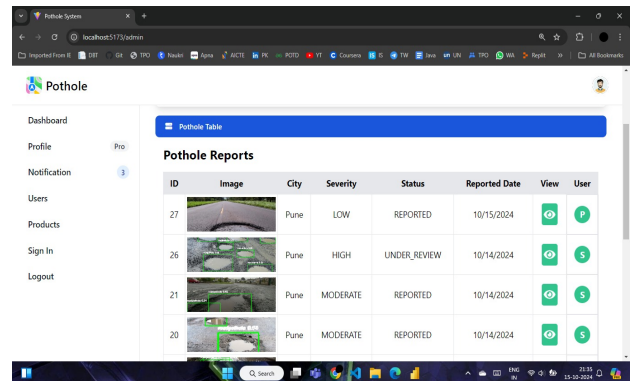 Pothole System
localhost:5173/admin
Imported From E DBT Git TPO Naukri Apna AICTE PK POTD YT Coursera IS TW Java UN TPO WA Replit All Bookmarks
Pothole
Dashboard
Profile Pro
Notification 3
Users
Products
Sign In
Logout
Pothole Table
Pothole Reports
ID Image City Severity Status Reported Date View User
27 Pune LOW REPORTED 10/15/2024 P
26 Pune HIGH UNDER_REVIEW 10/14/2024 S
21 Pune MODERATE REPORTED 10/14/2024 S
20 Pune MODERATE REPORTED 10/14/2024 S
Search
ENG
IN
21:35
15-10-2024